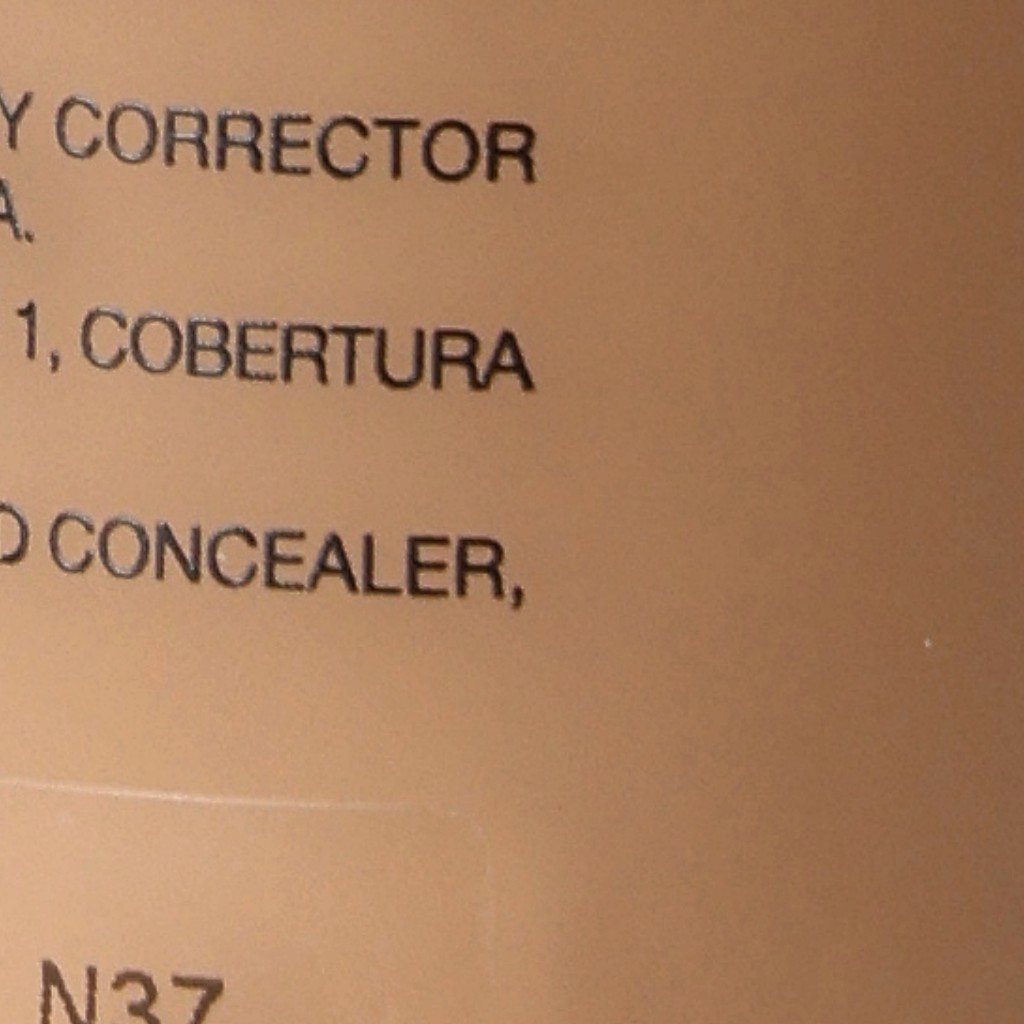 Y CORRECTOR
A.
1, COBERTURA
CONCEALER,
N37